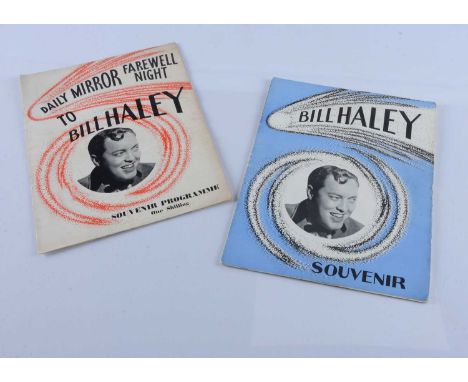 DAILY MIRROR FAREWELL
NIGHT
TO
BILL HALEY
SOUVENIR PROGRAMME
One Shilling
BILL HALEY
SOUVENIR